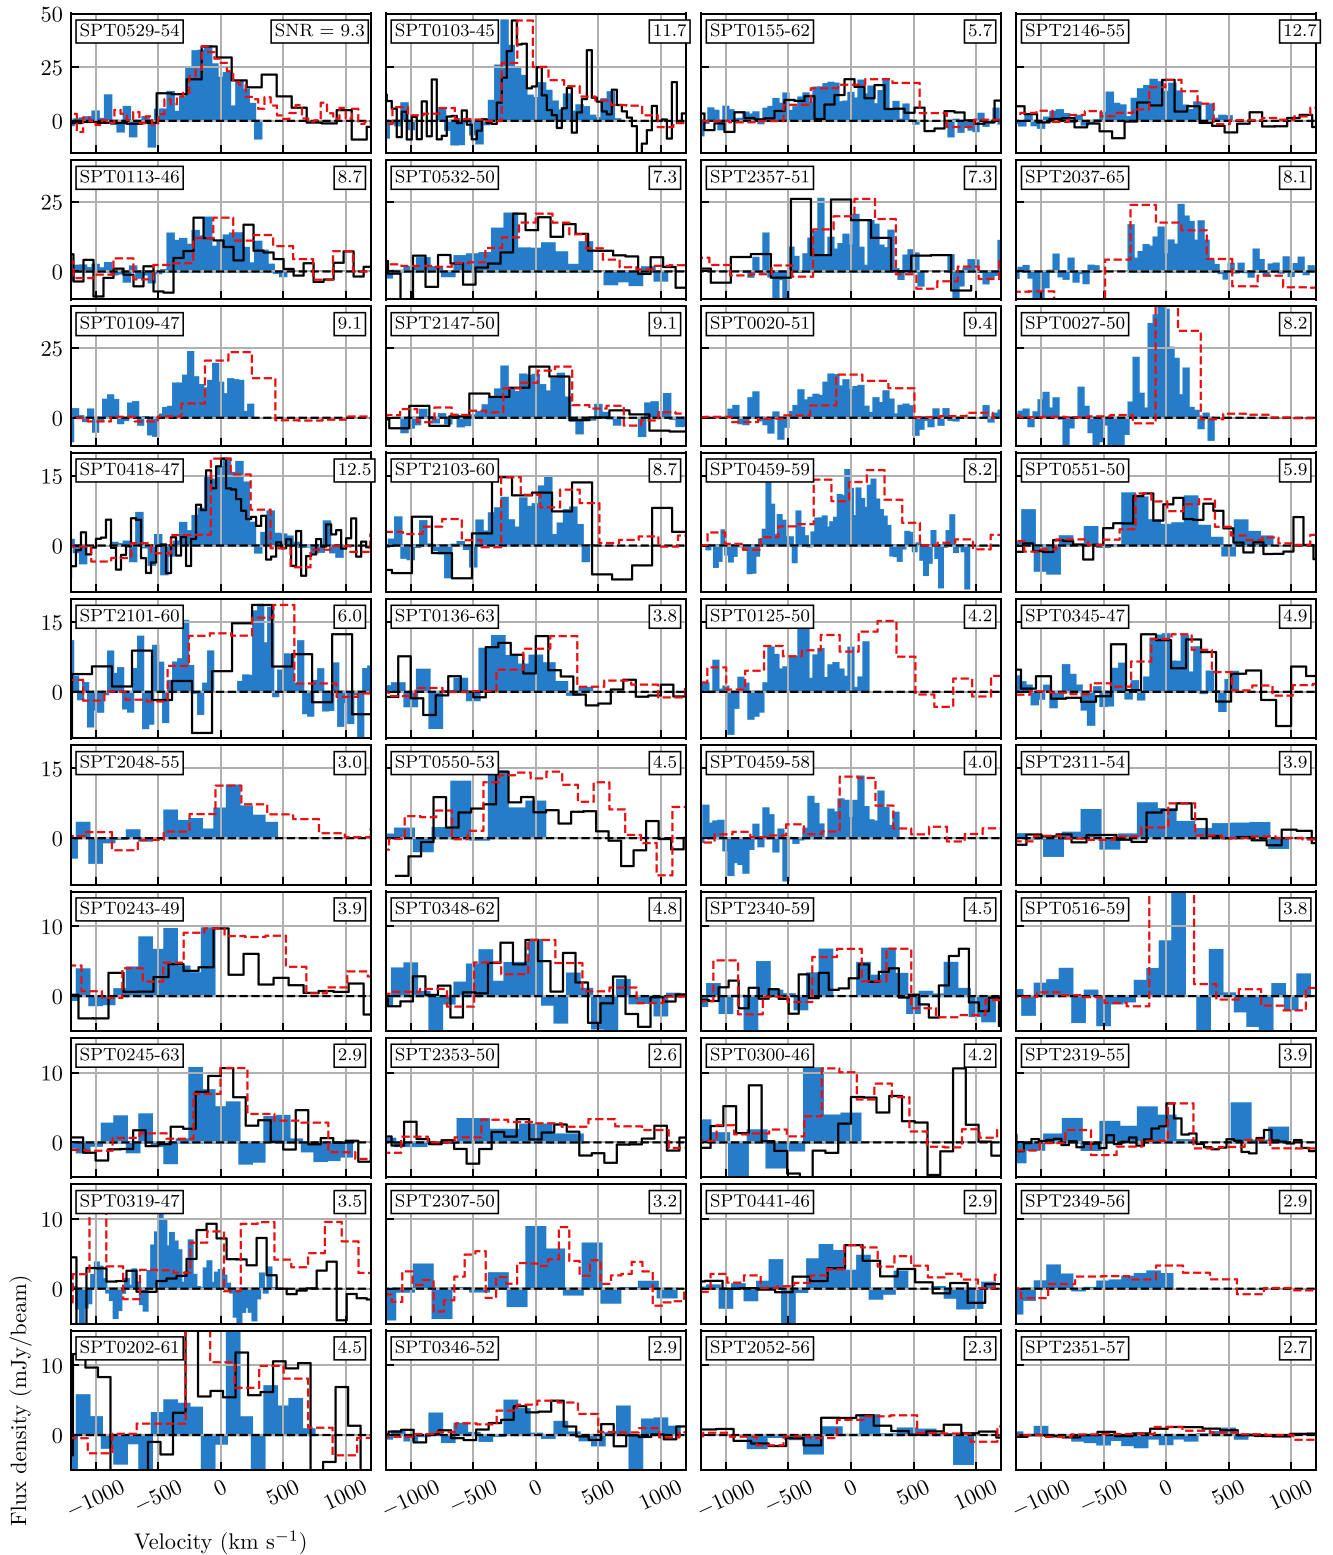 50
SPT0529-54 SNR = 9.3 SPT0103-45 11.7 SPT0155-62 5.7 SPT2146-55 12.7
25
0
SPT0113-46 8.7 SPT0532-50 7.3 SPT2357-51 7.3 SPT2037-65 8.1
25
0
SPT0109-47 9.1 SPT2147-50 9.1 SPT0020-51 9.4 SPT0027-50 8.2
25
0
SPT0418-47 12.5 SPT2103-60 8.7 SPT0459-59 8.2 SPT0551-50 5.9
15
0
SPT2101-60 6.0 SPT0136-63 3.8 SPT0125-50 4.2 SPT0345-47 4.9
15
0
SPT2048-55 3.0 SPT0550-53 4.5 SPT0459-58 4.0 SPT2311-54 3.9
15
0
SPT0243-49 3.9 SPT0348-62 4.8 SPT2340-59 4.5 SPT0516-59 3.8
10
0
SPT0245-63 2.9 SPT2353-50 2.6 SPT0300-46 4.2 SPT2319-55 3.9
10
0
SPT0319-47 3.5 SPT2307-50 3.2 SPT0441-46 2.9 SPT2349-56 2.9
10
0
SPT0202-61 4.5 SPT0346-52 2.9 SPT2052-56 2.3 SPT2351-57 2.7
10
0
−1000 −500 0 500 1000 −1000 −500 0 500 1000 −1000 −500 0 500 1000 −1000 −500 0 500 1000
Velocity (km s⁻¹)
Flux density (mJy/beam)